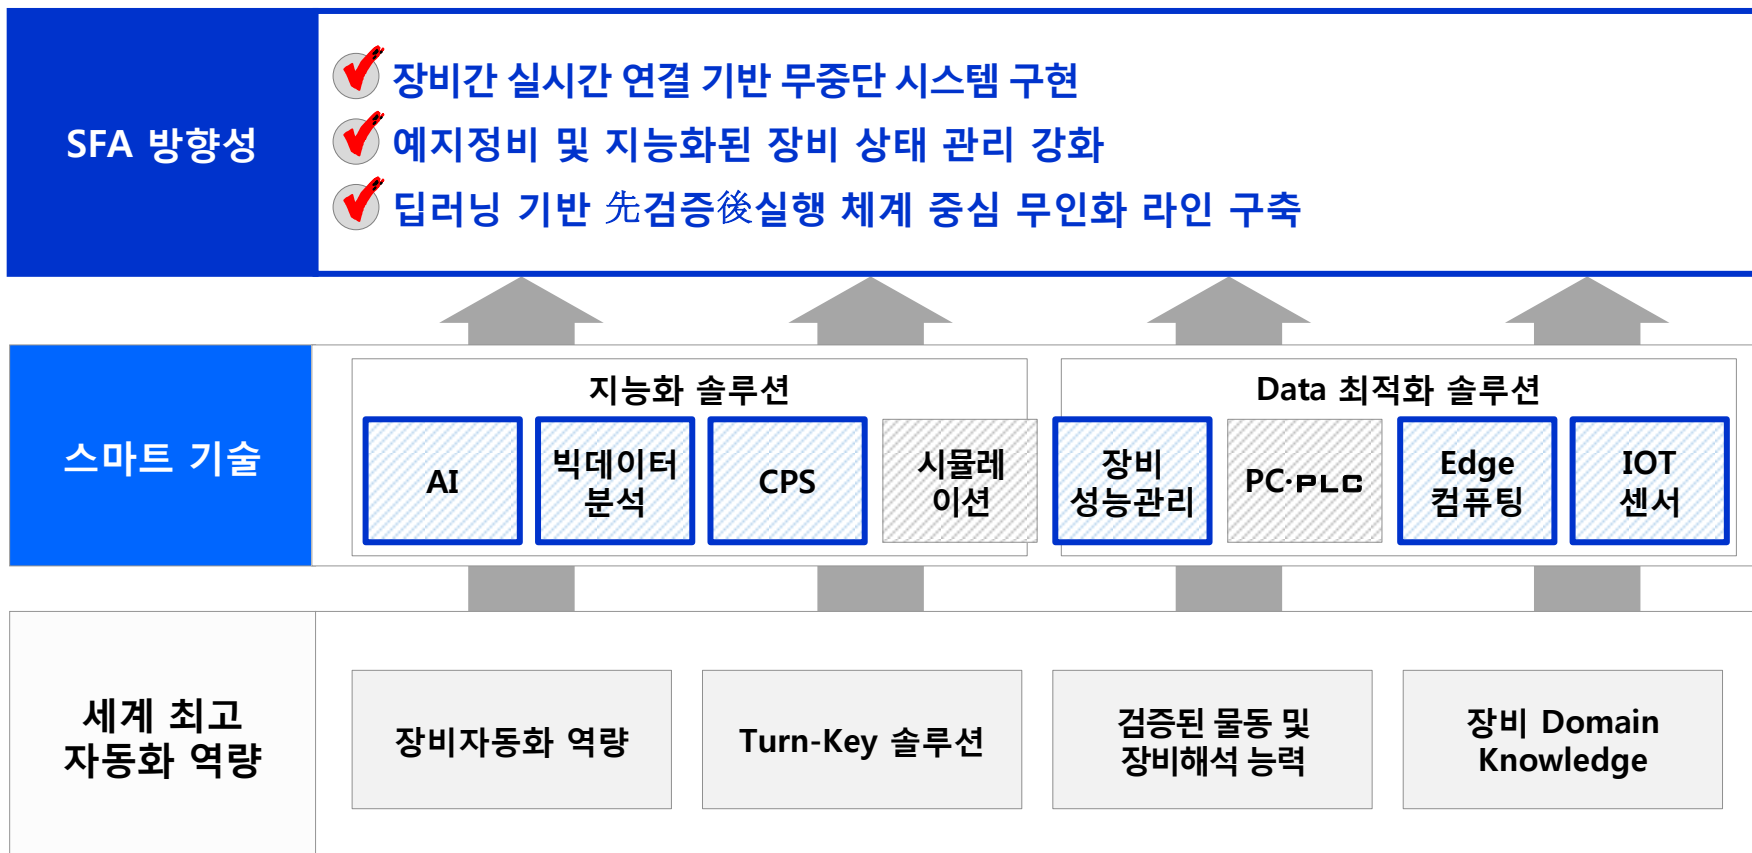 SFA 방향성
장비간 실시간 연결 기반 무중단 시스템 구현
예지정비 및 지능화된 장비 상태 관리 강화
딥러닝 기반 先검증後실행 체계 중심 무인화 라인 구축
스마트 기술
지능화 솔루션
AI
빅데이터
분석
CPS
시뮬레
이션
Data 최적화 솔루션
장비
성능관리
PC·PLC
Edge
컴퓨팅
IOT
센서
세계 최고
자동화 역량
장비자동화 역량
Turn-Key 솔루션
검증된 물동 및
장비해석 능력
장비 Domain
Knowledge